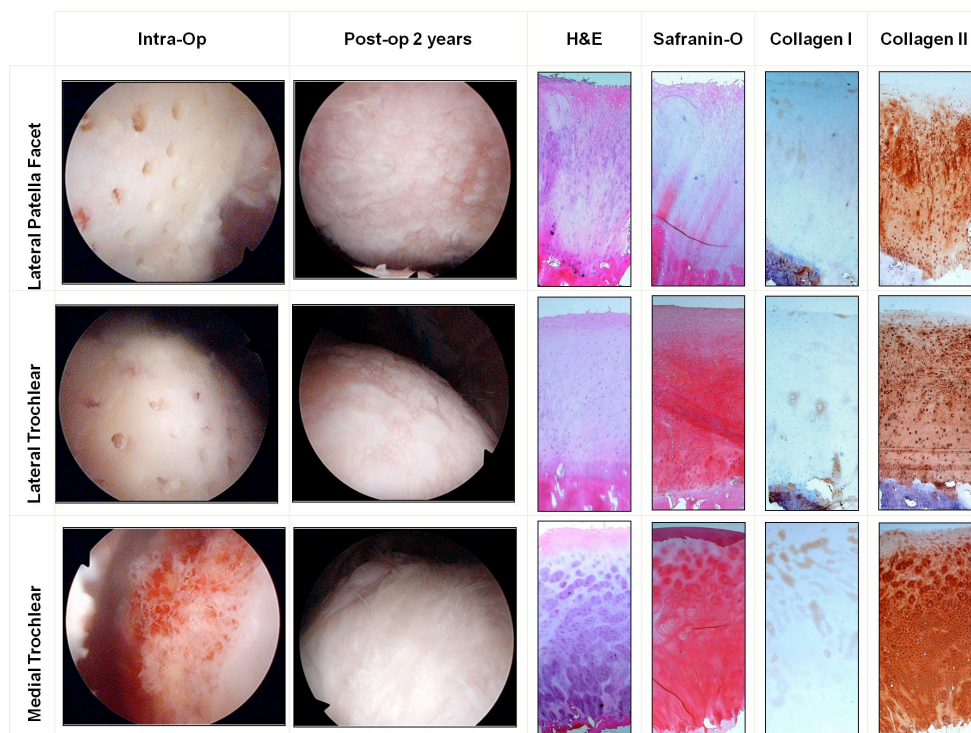 Intra-Op
Post-op 2 years
H&E
Safranin-O
Collagen I
Collagen II
Lateral Patella Facet
Lateral Trochlear
Medial Trochlear